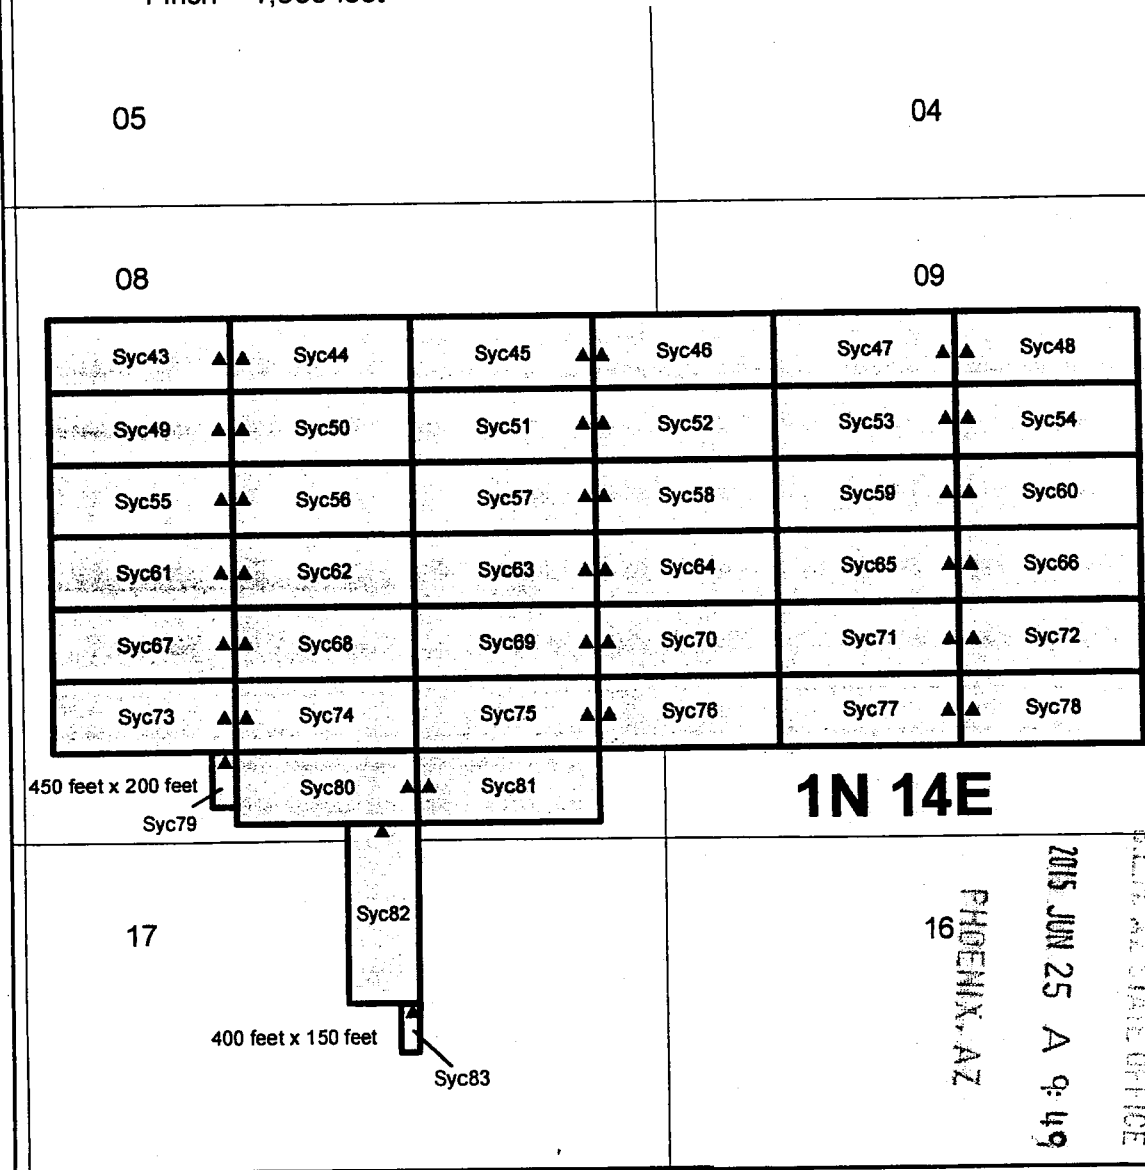 05
04
08
09
Syc43 Syc44 Syc45 Syc46 Syc47 Syc48
Syc49 Syc50 Syc51 Syc52 Syc53 Syc54
Syc55 Syc56 Syc57 Syc58 Syc59 Syc60
Syc61 Syc62 Syc63 Syc64 Syc65 Syc66
Syc67 Syc68 Syc69 Syc70 Syc71 Syc72
Syc73 Syc74 Syc75 Syc76 Syc77 Syc78
450 feet x 200 feet
Syc80 Syc81
1N 14E
Syc79
Syc82
17
16
400 feet x 150 feet
Syc83
STATE OFFICE
2015 JUN 25 A 9:49
PHOENIX, AZ